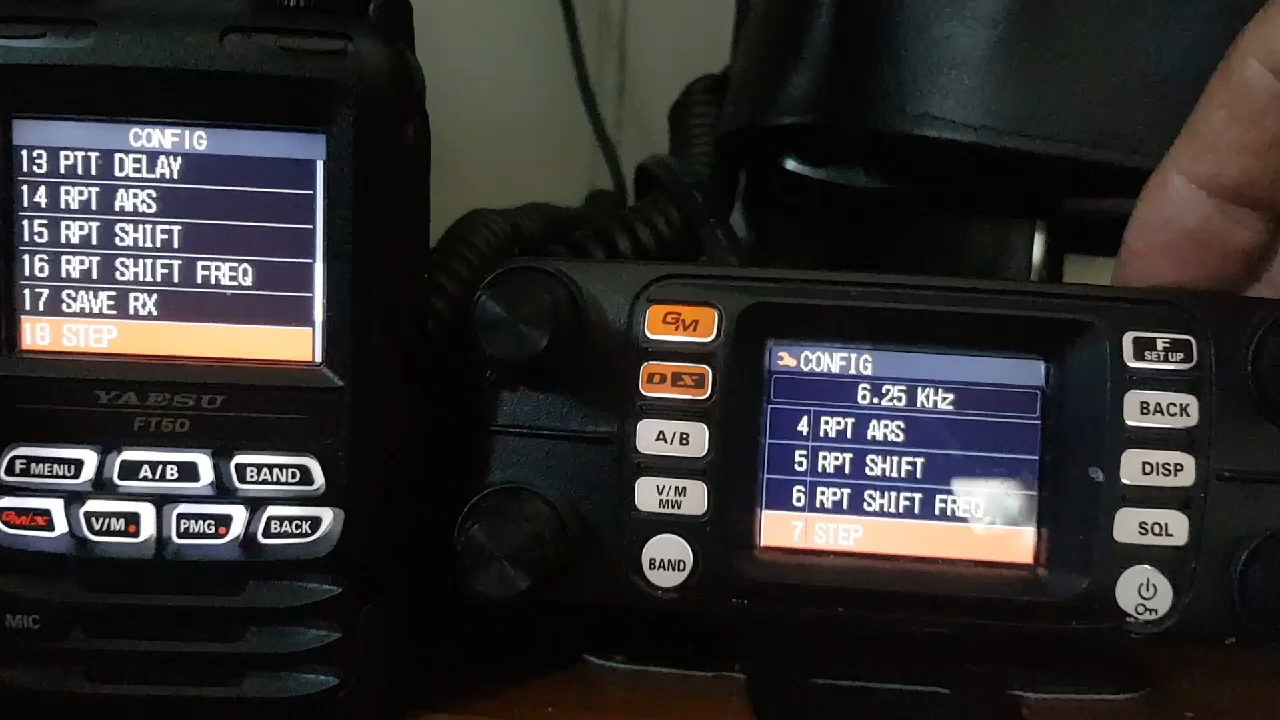 CONFIG
13 PTT DELAY
14 RPT ARS
15 RPT SHIFT
16 RPT SHIFT FREQ
17 SAVE RX
18 STEP
YAESU
FT5D
F MENU
A/B
BAND
GM/X
V/M
PMG
BACK
MIC
GM
DX
A/B
V/M
MW
BAND
CONFIG
6.25 KHz
4 RPT ARS
5 RPT SHIFT
6 RPT SHIFT FREQ
7 STEP
F
SET UP
BACK
DISP
SQL